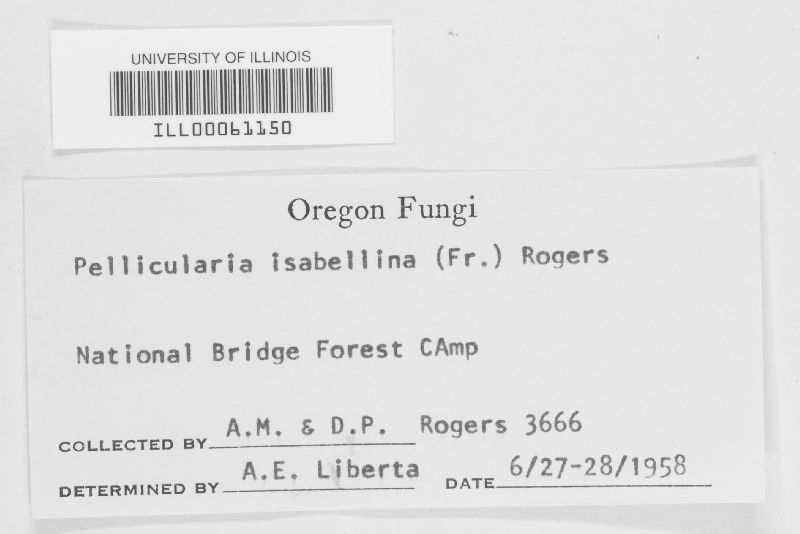 UNIVERSITY OF ILLINOIS
ILL00061150
Oregon Fungi
Pellicularia isabellina (Fr.) Rogers
National Bridge Forest CAmp
COLLECTED BY A.M. & D.P. Rogers 3666
DETERMINED BY A.E. Liberta DATE 6/27-28/1958